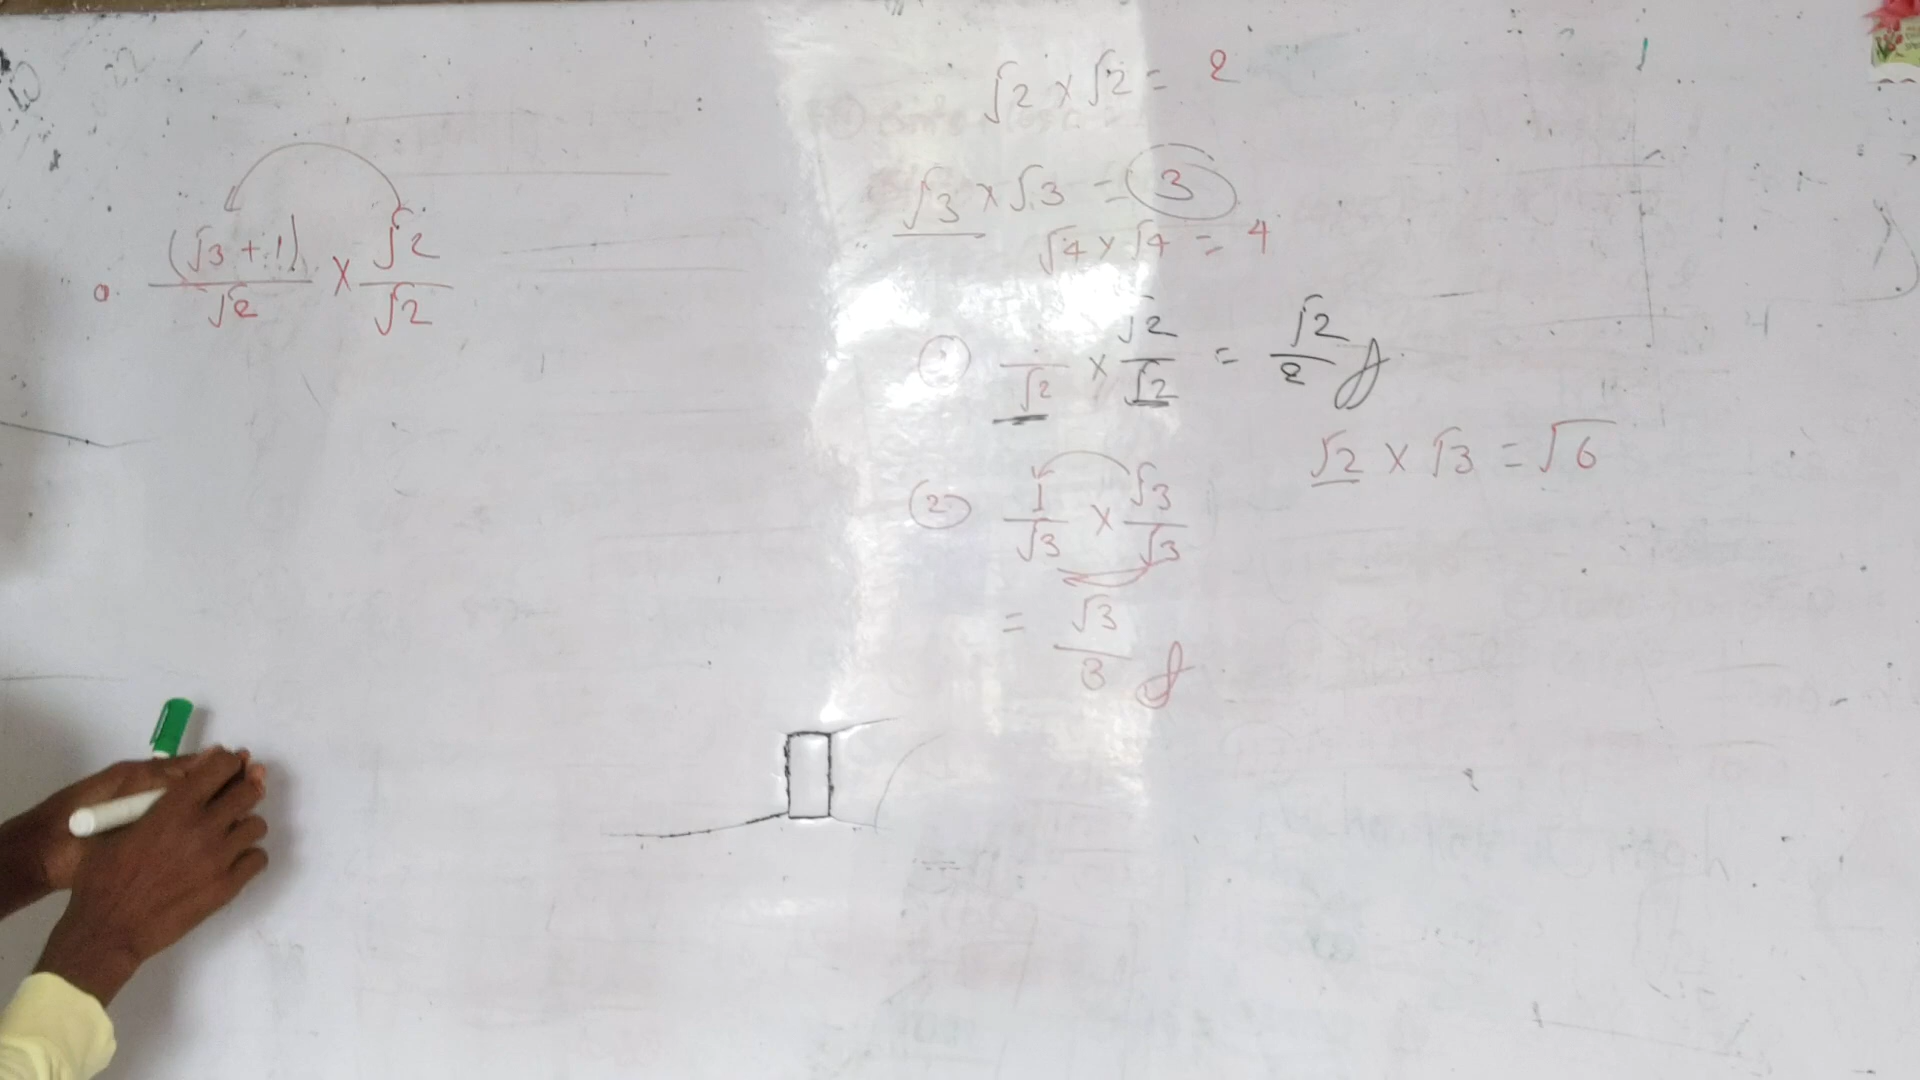 (√3 + 1)/√2 × √2/√2
√2 × √2 = 2
√3 × √3 = 3
√4 × √4 = 4
① /√2 × √2/√2 = √2/2
√2 × √3 = √6
② 1/√3 × √3/√3
= √3/3